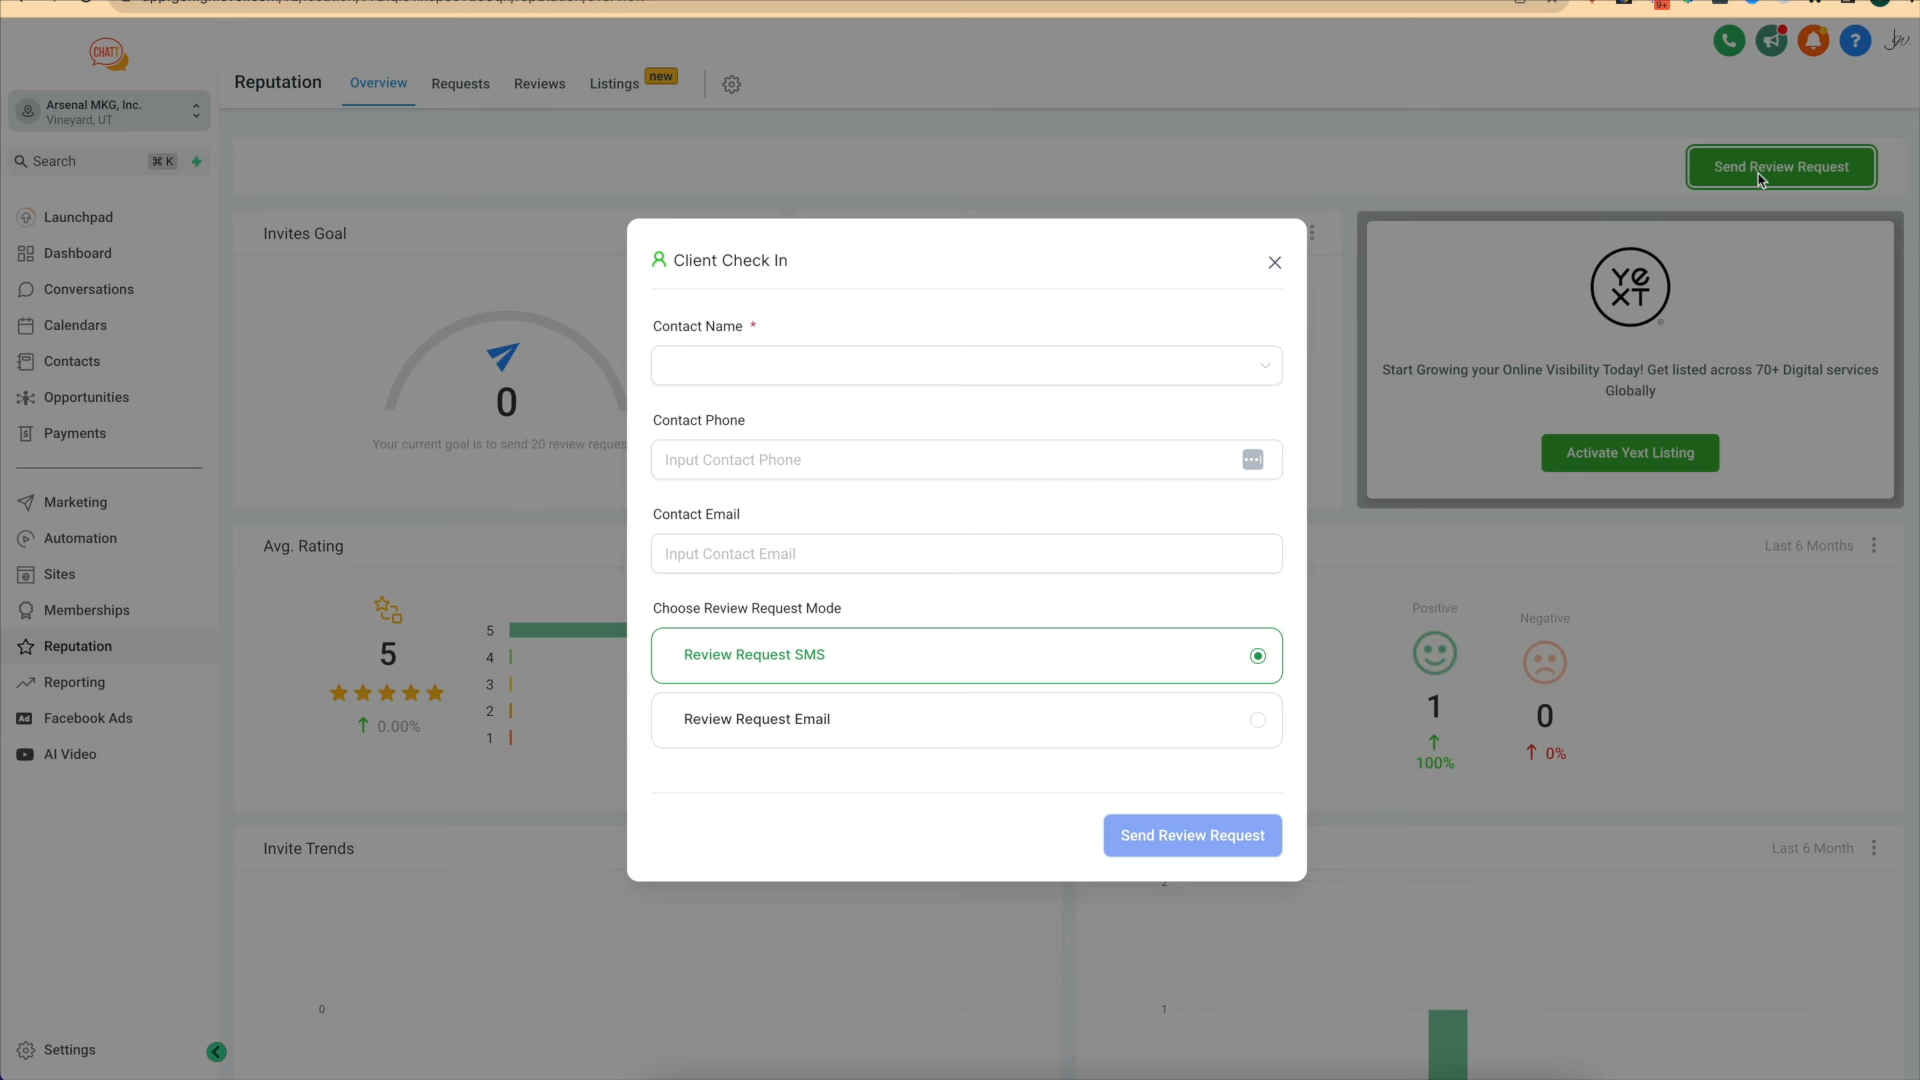 9+
CHATT
Arsenal MKG, Inc.
Vineyard, UT
Search
⌘ K
Launchpad
Dashboard
Conversations
Calendars
Contacts
Opportunities
Payments
Marketing
Automation
Sites
Memberships
Reputation
Reporting
Facebook Ads
AI Video
Settings
Reputation
Overview
Requests
Reviews
Listings
new
?
Send Review Request
Invites Goal
0
Your current goal is to send 20 review
YEXT
®
Start Growing your Online Visibility Today! Get listed across 70+ Digital services
Globally
Activate Yext Listing
Client Check In
Contact Name *
Contact Phone
Input Contact Phone
Contact Email
Input Contact Email
Choose Review Request Mode
Review Request SMS
Review Request Email
Send Review Request
Avg. Rating
5
0.00%
5
4
3
2
1
Last 6 Months
Positive
1
100%
Negative
0
0%
Invite Trends
0
Last 6 Month
2
1